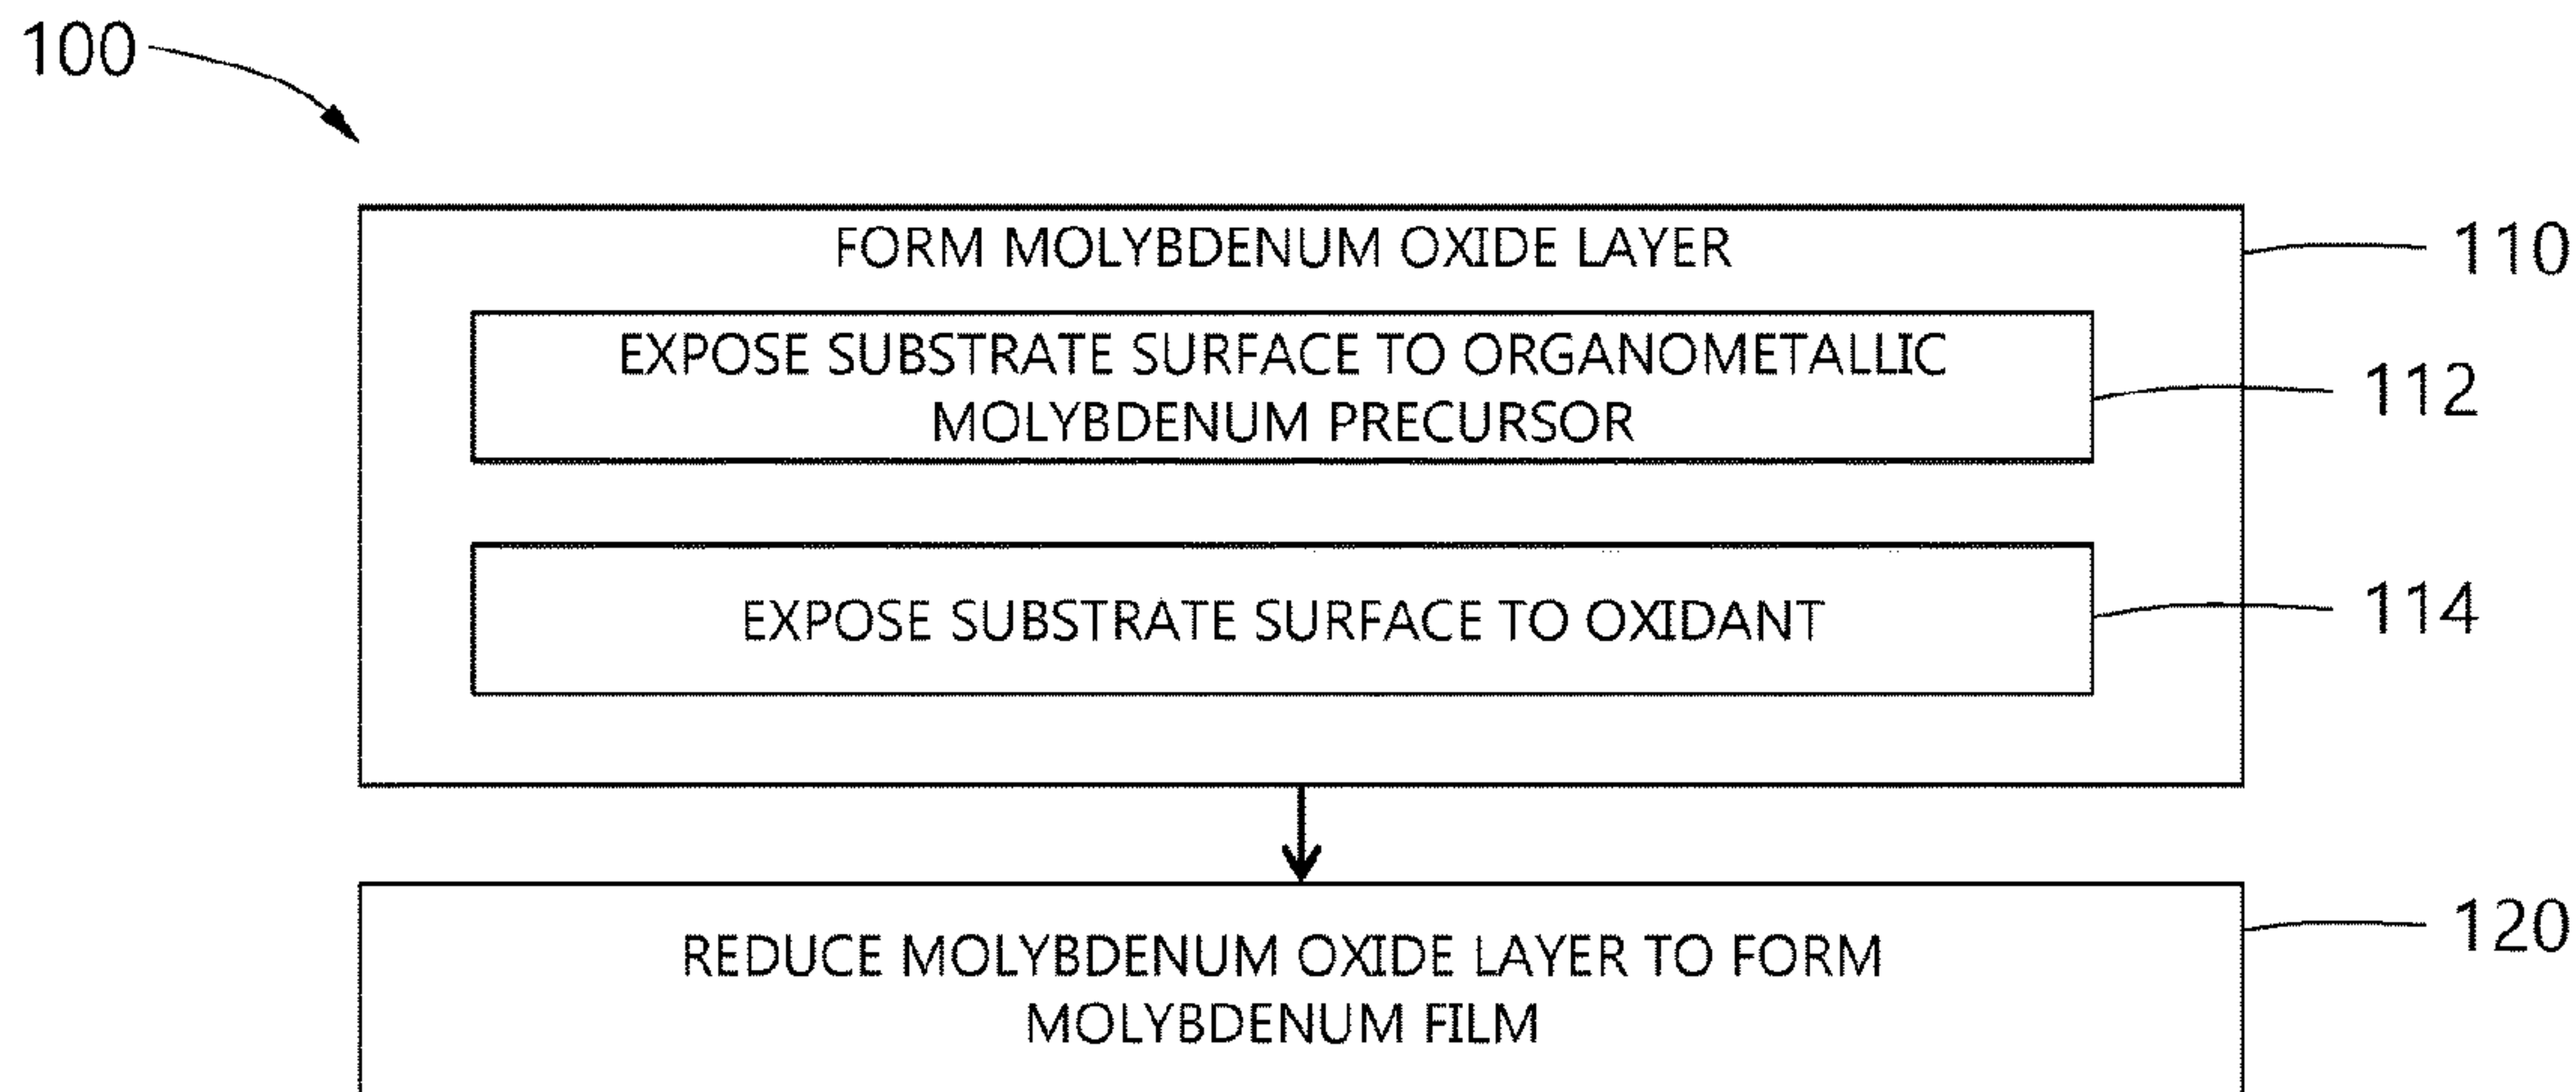 100
FORM MOLYBDENUM OXIDE LAYER
110
EXPOSE SUBSTRATE SURFACE TO ORGANOMETALLIC
MOLYBDENUM PRECURSOR
112
EXPOSE SUBSTRATE SURFACE TO OXIDANT
114
REDUCE MOLYBDENUM OXIDE LAYER TO FORM
MOLYBDENUM FILM
120